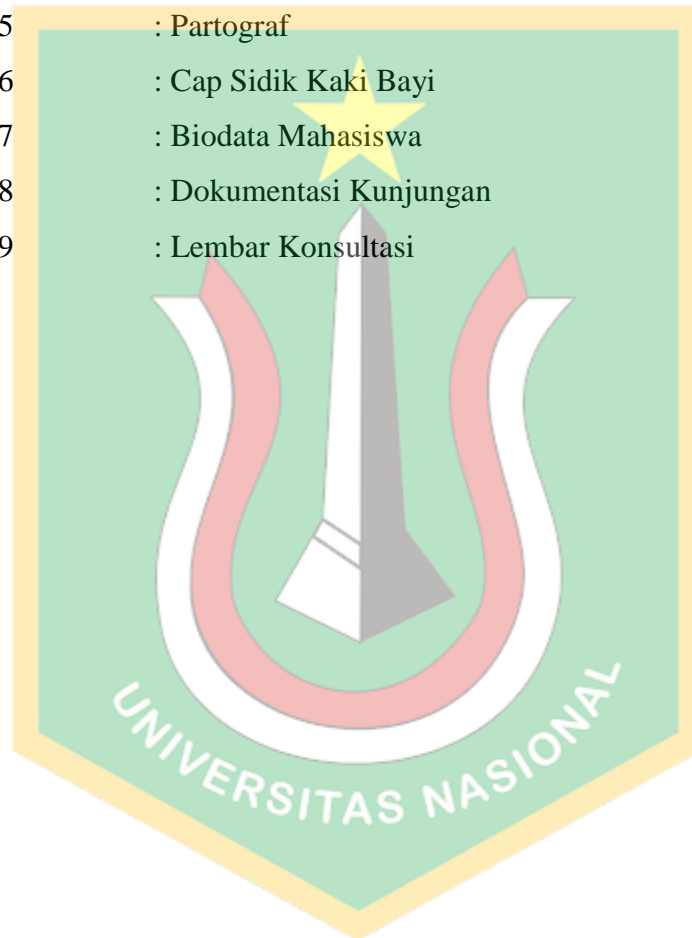 5 : Partograf
6 : Cap Sidik Kaki Bayi
7 : Biodata Mahasiswa
8 : Dokumentasi Kunjungan
9 : Lembar Konsultasi
UNIVERSITAS NASIONAL